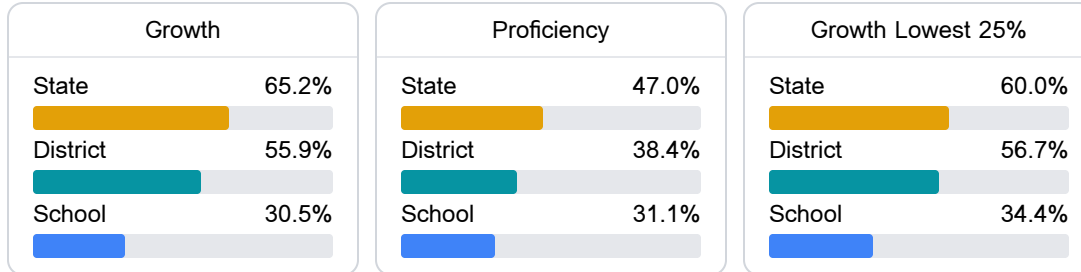 Growth
State 65.2%
District 55.9%
School 30.5%
Proficiency
State 47.0%
District 38.4%
School 31.1%
Growth Lowest 25%
State 60.0%
District 56.7%
School 34.4%